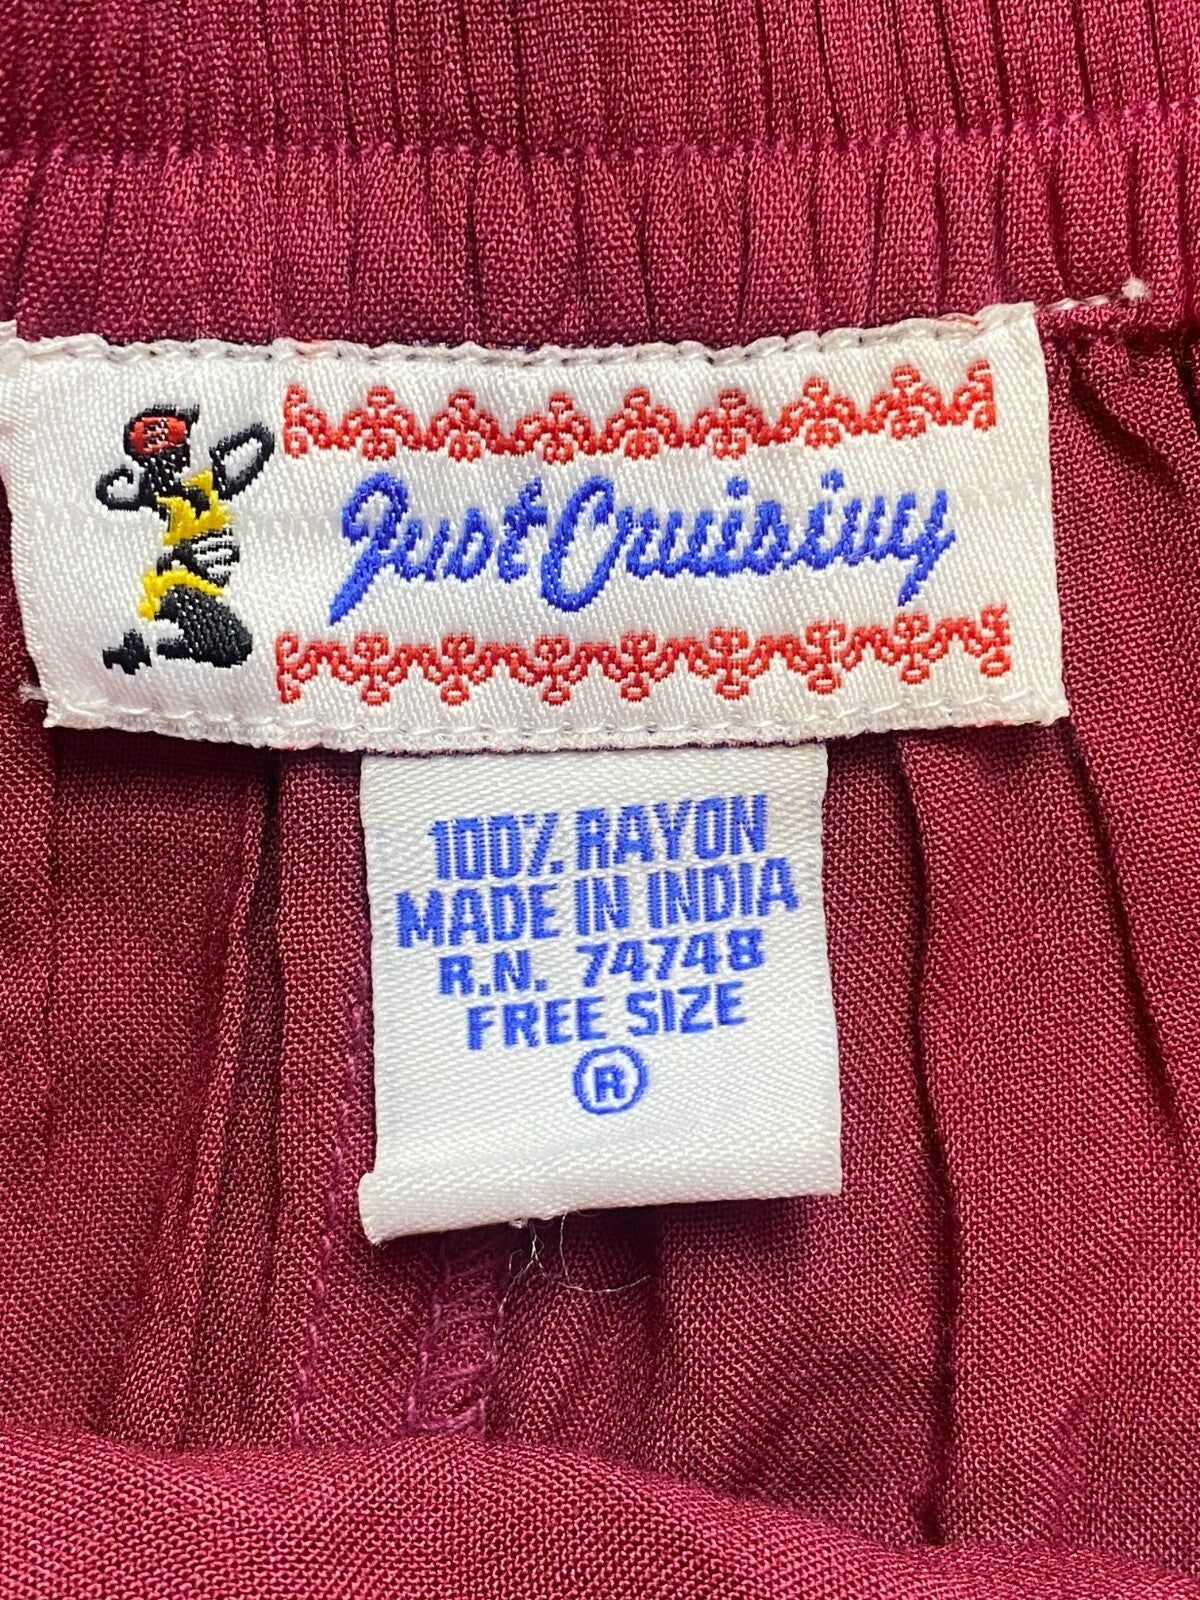 Just Cruising
100% RAYON
MADE IN INDIA
R.N. 74748
FREE SIZE
®